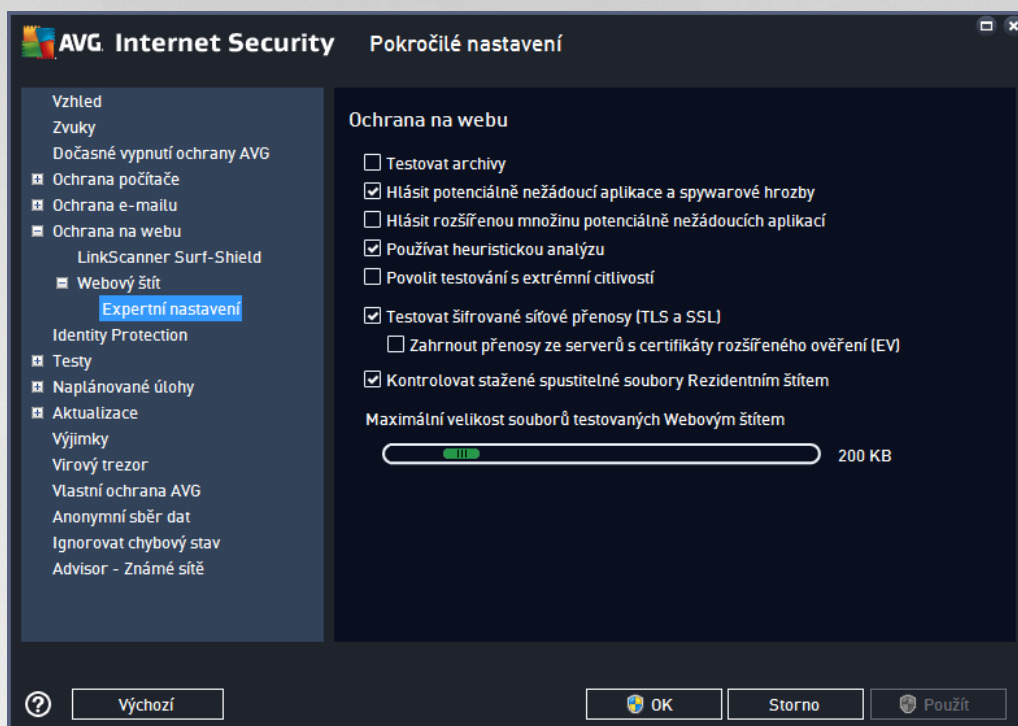 AVG. Internet Security Pokročilé nastavení
Vzhled
Zvuky
Dočasné vypnutí ochrany AVG
Ochrana počítače
Ochrana e-mailu
Ochrana na webu
LinkScanner Surf-Shield
Webový štít
Expertní nastavení
Identity Protection
Testy
Naplánované úlohy
Aktualizace
Výjimky
Virový trezor
Vlastní ochrana AVG
Anonymní sběr dat
Ignorovat chybový stav
Advisor - Známé sítě
Ochrana na webu
Testovat archivy
Hlásit potenciálně nežádoucí aplikace a spywarové hrozby
Hlásit rozšířenou množinu potenciálně nežádoucích aplikací
Používat heuristickou analýzu
Povolit testování s extrémní citlivostí
Testovat šifrované síťové přenosy (TLS a SSL)
Zahrnout přenosy ze serverů s certifikáty rozšířeného ověření (EV)
Kontrolovat stažené spustitelné soubory Rezidentním štítem
Maximální velikost souborů testovaných Webovým štítem
200 KB
? Výchozí OK Storno Použít